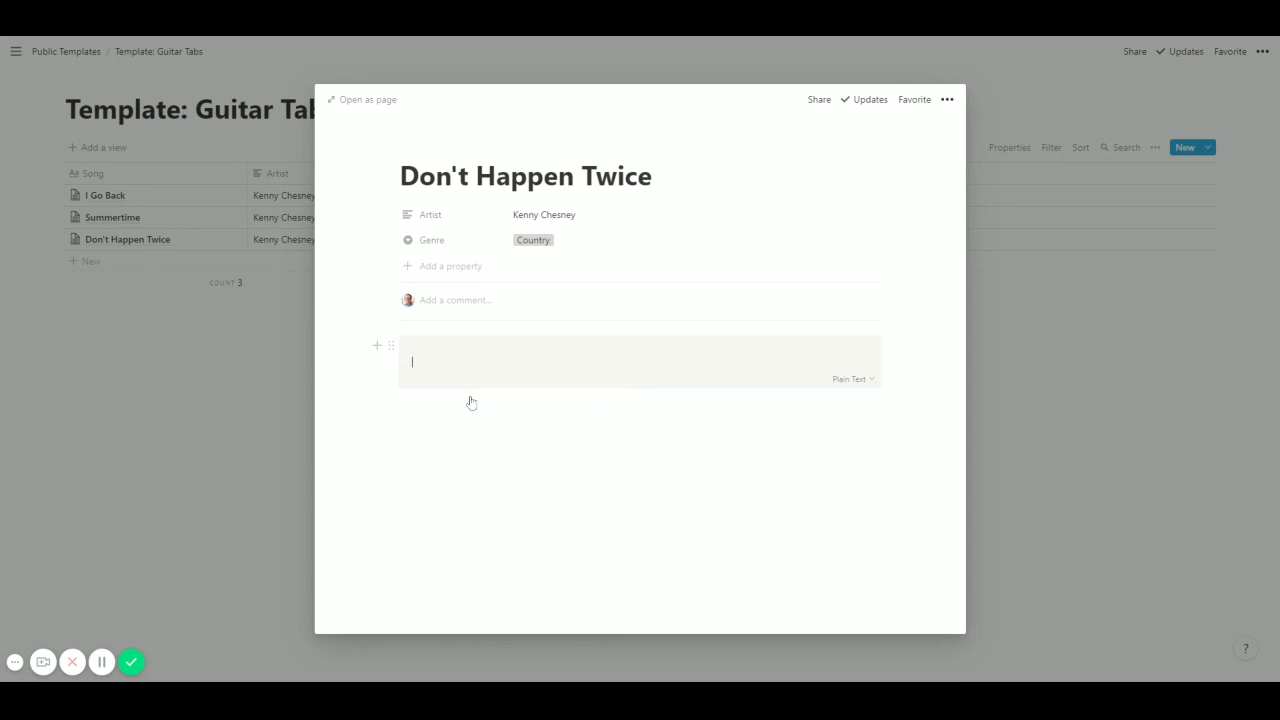 Public Templates / Template: Guitar Tabs
Share Updates Favorite •••
Template: Guitar Tab
+ Add a view
Properties Filter Sort Search ••• New
Aa Song Artist
I Go Back Kenny Chesney
Summertime Kenny Chesney
Don't Happen Twice Kenny Chesney
+ New
COUNT 3
Open as page
Share Updates Favorite •••
Don't Happen Twice
Artist Kenny Chesney
Genre Country
+ Add a property
Add a comment...
Plain Text
?